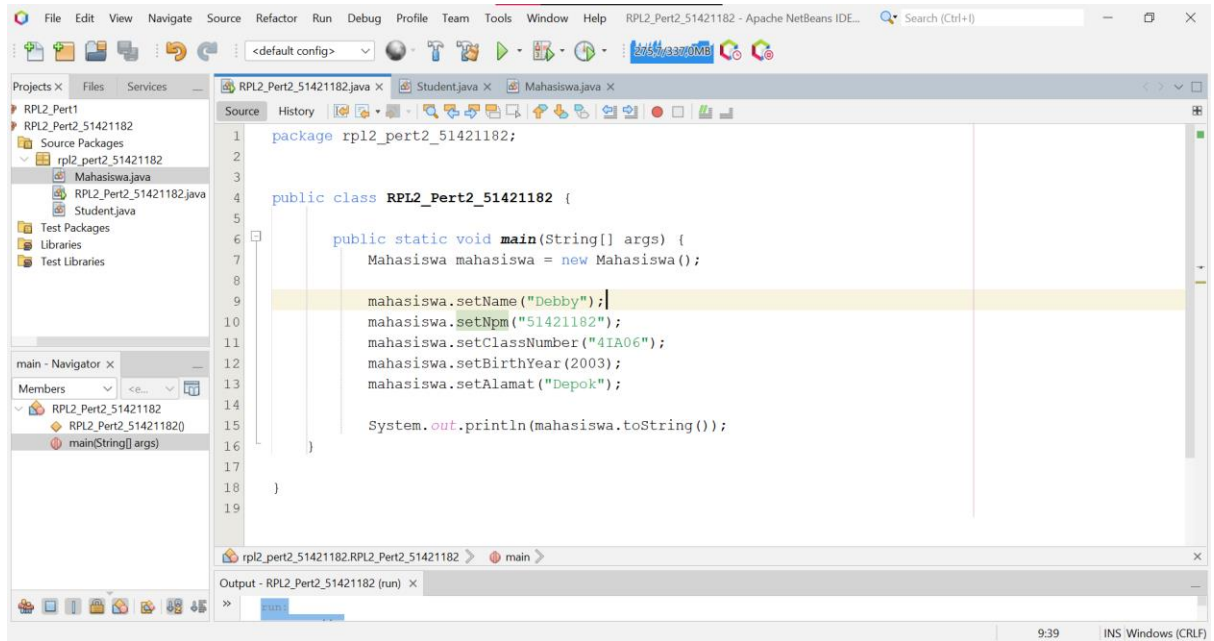 File Edit View Navigate Source Refactor Run Debug Profile Team Tools Window Help RPL2_Pert2_51421182 - Apache NetBeans IDE... Search (Ctrl+I)
<default config> 275,7/337,0MB
Projects Files Services
RPL2_Pert2_51421182.java Student.java Mahasiswa.java
RPL2_Pert1
RPL2_Pert2_51421182
Source Packages
rpl2_pert2_51421182
Mahasiswa.java
RPL2_Pert2_51421182.java
Student.java
Test Packages
Libraries
Test Libraries
Source History
1 package rpl2_pert2_51421182;
2
3
4 public class RPL2_Pert2_51421182 {
5
6 public static void main(String[] args) {
7 Mahasiswa mahasiswa = new Mahasiswa();
8
9 mahasiswa.setName("Debby");
10 mahasiswa.setNpm("51421182");
11 mahasiswa.setClassNumber("4IA06");
12 mahasiswa.setBirthYear(2003);
13 mahasiswa.setAlamat("Depok");
14
15 System.out.println(mahasiswa.toString());
16 }
17
18 }
19
main - Navigator
Members <e...
RPL2_Pert2_51421182
RPL2_Pert2_51421182()
main(String[] args)
rpl2_pert2_51421182.RPL2_Pert2_51421182 main
Output - RPL2_Pert2_51421182 (run)
run:
9:39 INS Windows (CRLF)